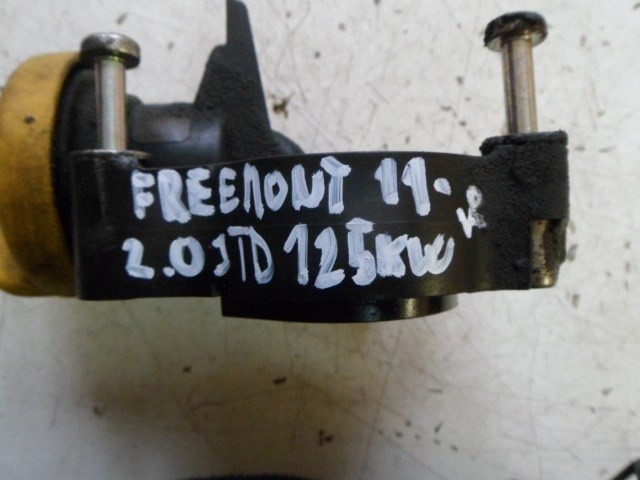 FREEMONT 11.
2.0JTD 125KW